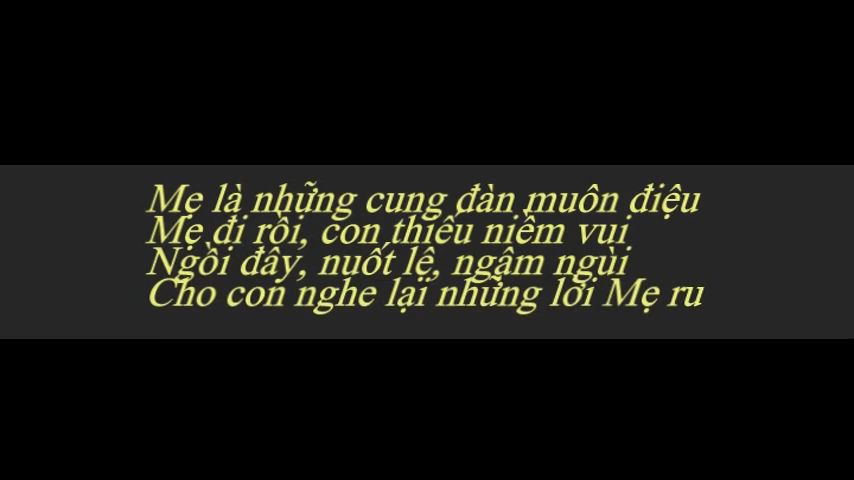 Mẹ là những cung đàn muôn điệu
Mẹ đi rồi, con thiếu niềm vui
Ngồi đây, nuốt lệ, ngậm ngùi
Cho con nghe lại những lời Mẹ ru